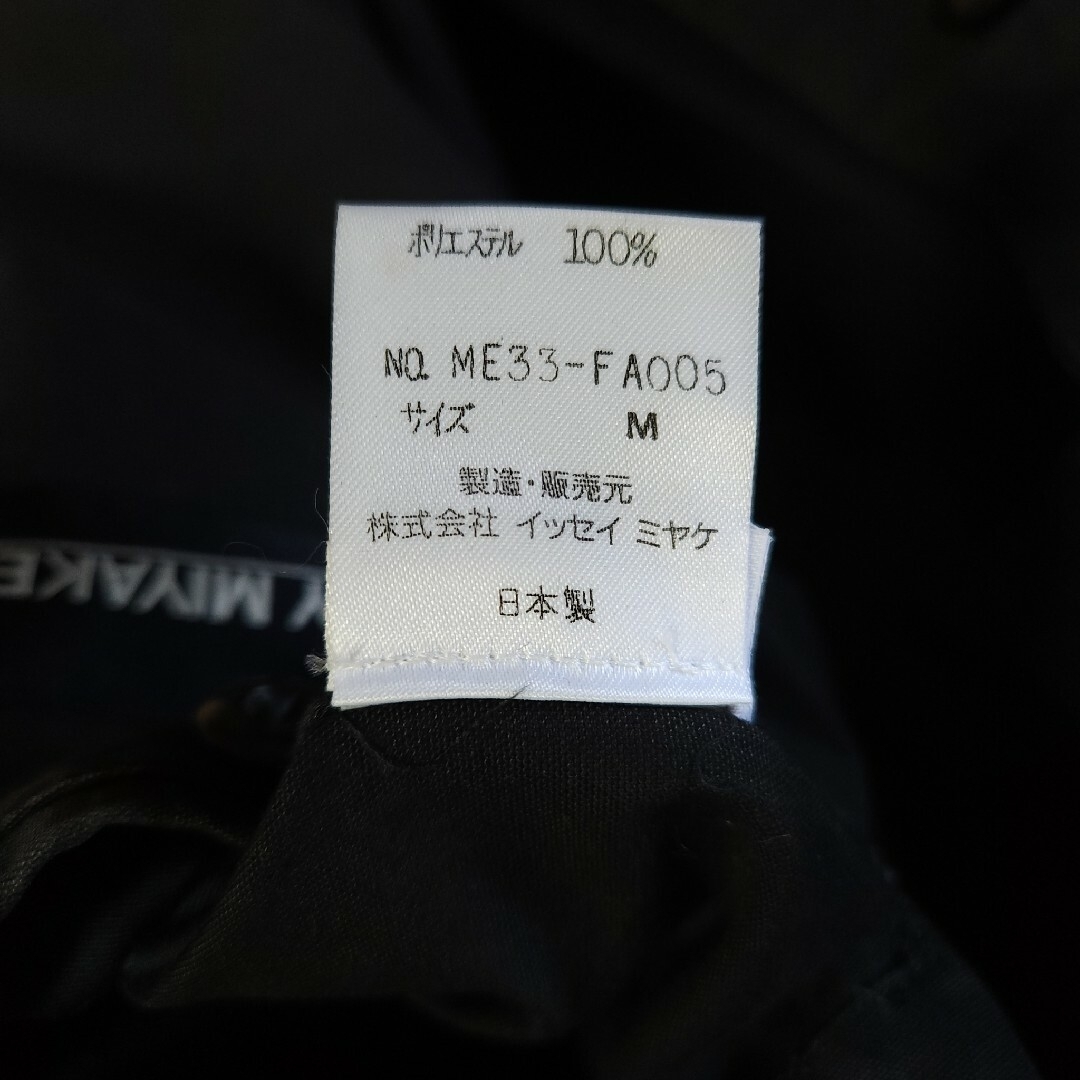 ポリエステル 100%
NO. ME33-FA005
サイズ M
製造・販売元
株式会社 イッセイ ミヤケ
日本製
Y MIYAKE